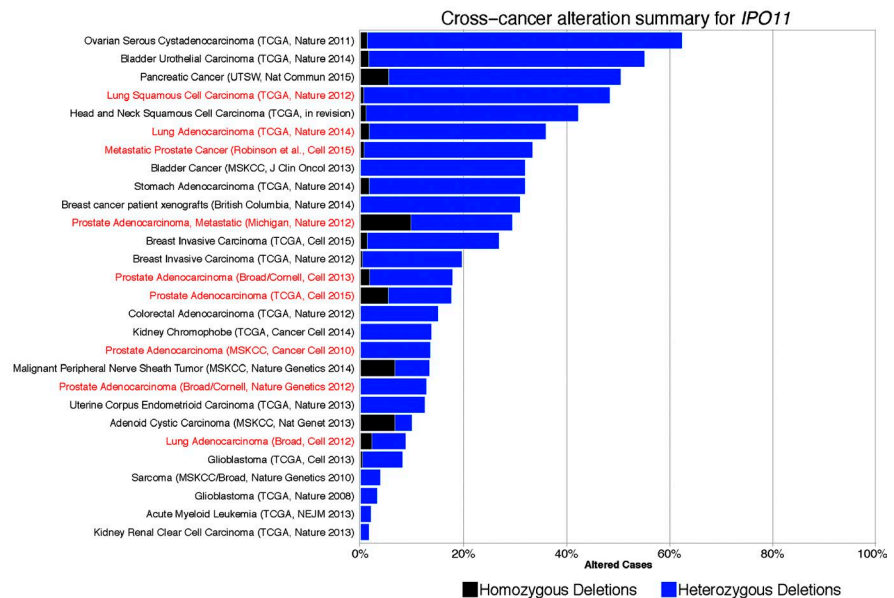 Cross-cancer alteration summary for IPO11
Ovarian Serous Cystadenocarcinoma (TCGA, Nature 2011)
Bladder Urothelial Carcinoma (TCGA, Nature 2014)
Pancreatic Cancer (UTSW, Nat Commun 2015)
Lung Squamous Cell Carcinoma (TCGA, Nature 2012)
Head and Neck Squamous Cell Carcinoma (TCGA, in revision)
Lung Adenocarcinoma (TCGA, Nature 2014)
Metastatic Prostate Cancer (Robinson et al., Cell 2015)
Bladder Cancer (MSKCC, J Clin Oncol 2013)
Stomach Adenocarcinoma (TCGA, Nature 2014)
Breast cancer patient xenografts (British Columbia, Nature 2014)
Prostate Adenocarcinoma, Metastatic (Michigan, Nature 2012)
Breast Invasive Carcinoma (TCGA, Cell 2015)
Breast Invasive Carcinoma (TCGA, Nature 2012)
Prostate Adenocarcinoma (Broad/Cornell, Cell 2013)
Prostate Adenocarcinoma (TCGA, Cell 2015)
Colorectal Adenocarcinoma (TCGA, Nature 2012)
Kidney Chromophobe (TCGA, Cancer Cell 2014)
Prostate Adenocarcinoma (MSKCC, Cancer Cell 2010)
Malignant Peripheral Nerve Sheath Tumor (MSKCC, Nature Genetics 2014)
Prostate Adenocarcinoma (Broad/Cornell, Nature Genetics 2012)
Uterine Corpus Endometrioid Carcinoma (TCGA, Nature 2013)
Adenoid Cystic Carcinoma (MSKCC, Nat Genet 2013)
Lung Adenocarcinoma (Broad, Cell 2012)
Glioblastoma (TCGA, Cell 2013)
Sarcoma (MSKCC/Broad, Nature Genetics 2010)
Glioblastoma (TCGA, Nature 2008)
Acute Myeloid Leukemia (TCGA, NEJM 2013)
Kidney Renal Clear Cell Carcinoma (TCGA, Nature 2013)
0% 20% 40% 60% 80% 100%
Altered Cases
Homozygous Deletions Heterozygous Deletions